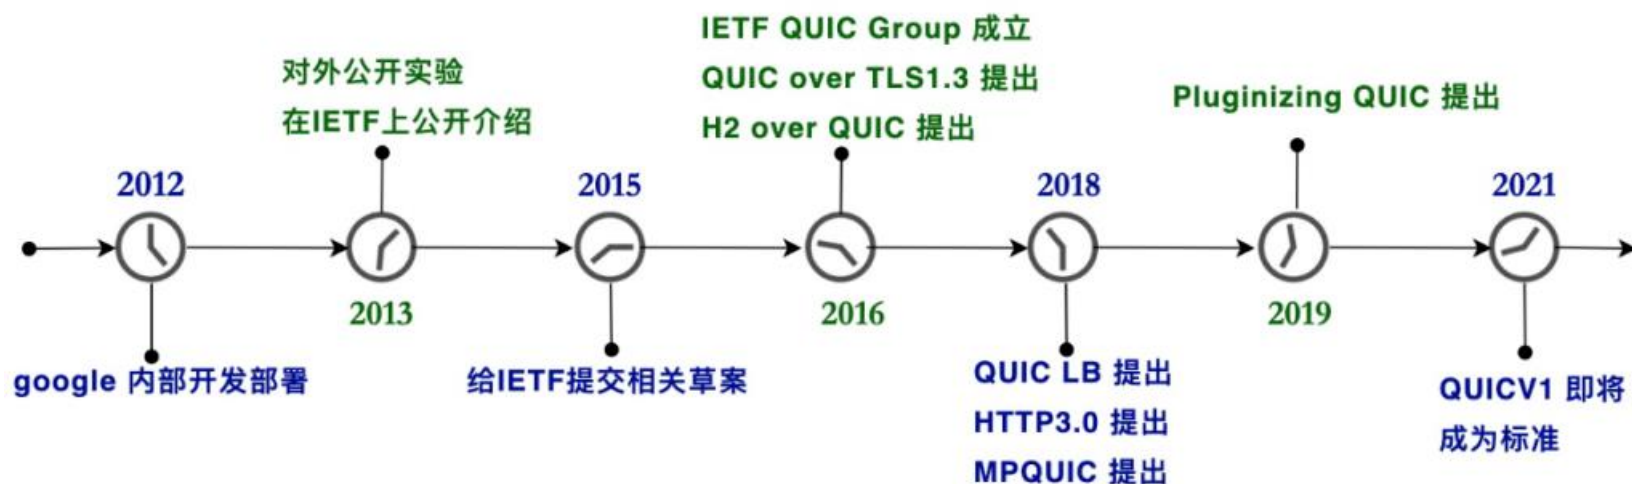 2012
google 内部开发部署
对外公开实验
在IETF上公开介绍
2013
2015
给IETF提交相关草案
IETF QUIC Group 成立
QUIC over TLS1.3 提出
H2 over QUIC 提出
2016
2018
QUIC LB 提出
HTTP3.0 提出
MPQUIC 提出
Pluginizing QUIC 提出
2019
2021
QUICV1 即将
成为标准